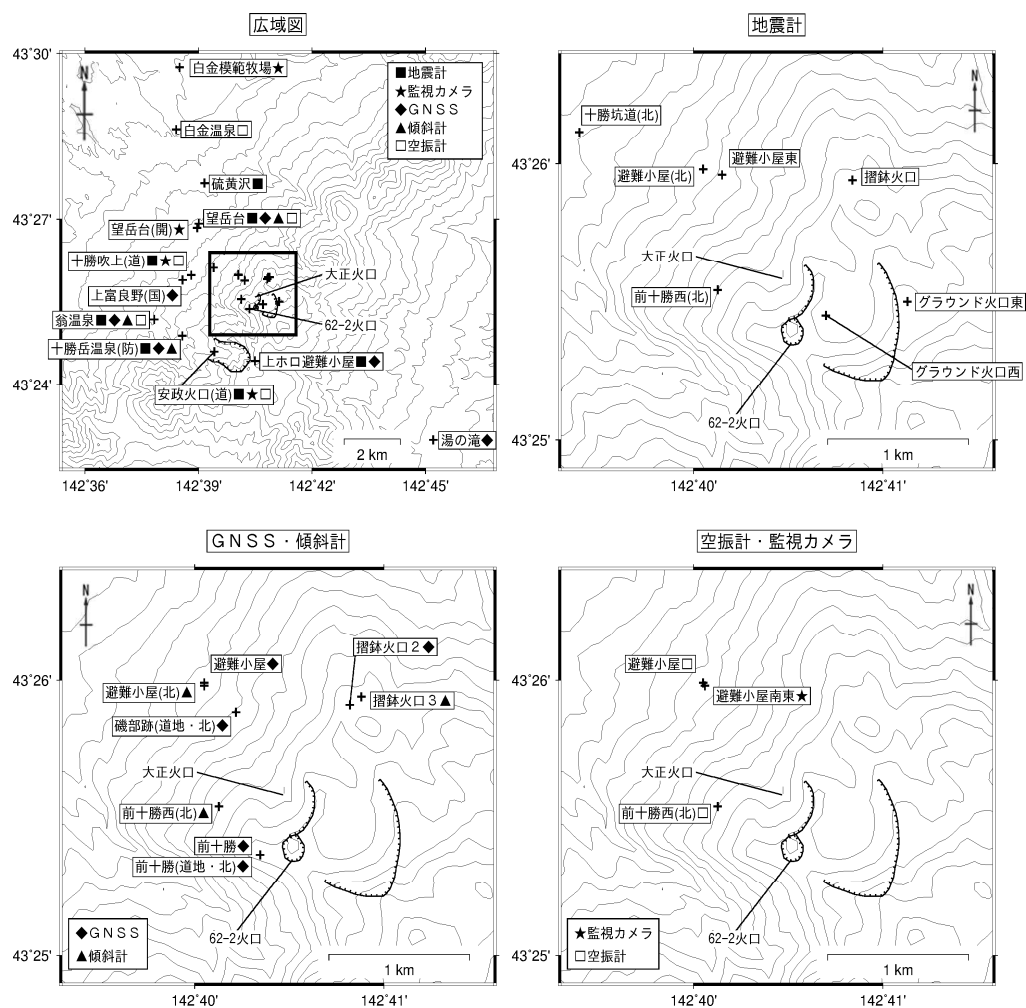 広域図
43°30'
43°27'
43°24'
142°36'
142°39'
142°42'
142°45'
N
白金模範牧場★
■地震計
★監視カメラ
◆GNSS
▲傾斜計
□空振計
白金温泉□
硫黄沢■
望岳台■◆▲□
望岳台(開)★
十勝吹上(道)■★□
大正火口
上富良野(国)◆
翁温泉■◆▲□
62-2火口
十勝岳温泉(防)■◆▲
上ホロ避難小屋■◆
安政火口(道)■★□
湯の滝◆
2 km
地震計
43°26'
43°25'
142°40'
142°41'
N
十勝坑道(北)
避難小屋東
避難小屋(北)
摺鉢火口
大正火口
前十勝西(北)
グラウンド火口東
グラウンド火口西
62-2火口
1 km
GNSS・傾斜計
43°26'
43°25'
142°40'
142°41'
N
摺鉢火口2◆
避難小屋◆
避難小屋(北)▲
摺鉢火口3▲
磯部跡(道地・北)◆
大正火口
前十勝西(北)▲
前十勝◆
前十勝(道地・北)◆
62-2火口
◆GNSS
▲傾斜計
1 km
空振計・監視カメラ
43°26'
43°25'
142°40'
142°41'
N
避難小屋□
避難小屋南東★
大正火口
前十勝西(北)□
62-2火口
★監視カメラ
□空振計
1 km